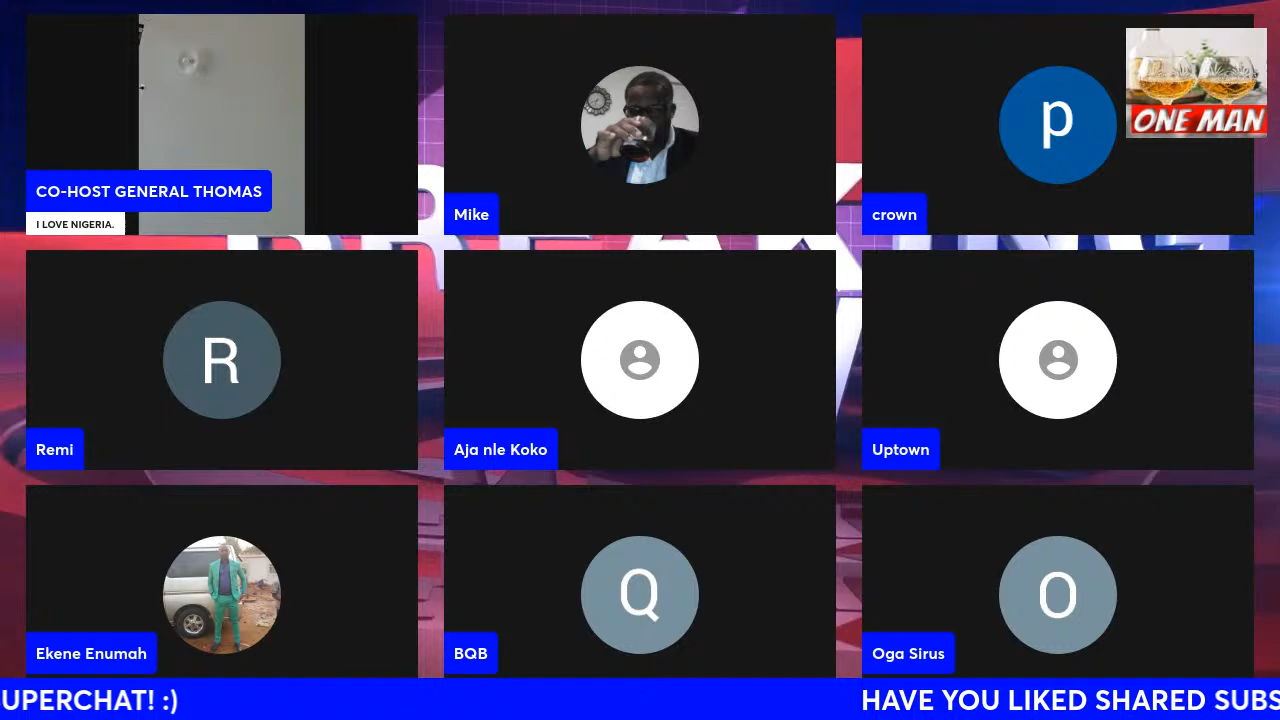 CO-HOST GENERAL THOMAS
I LOVE NIGERIA.
Mike
p
crown
ONE MAN
R
Remi
Aja nle Koko
Uptown
Ekene Enumah
Q
BQB
O
Oga Sirus
UPERCHAT! :)
HAVE YOU LIKED SHARED SUBS